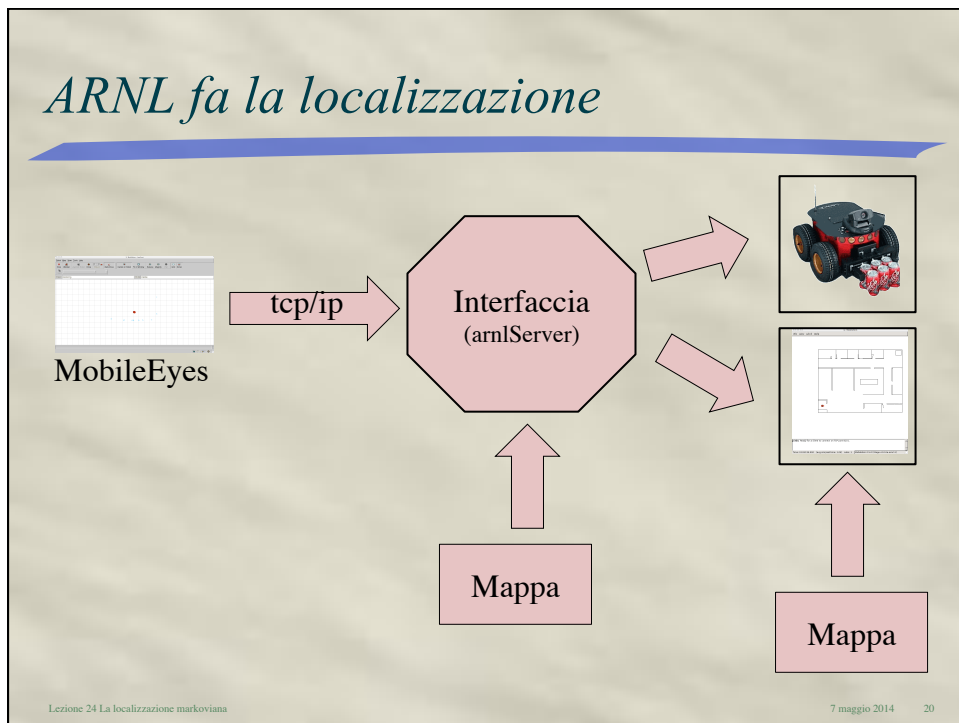 ARNL fa la localizzazione
tcp/ip
MobileEyes
Interfaccia
(arnlServer)
Mappa
Mappa
Lezione 24 La localizzazione markoviana
7 maggio 2014
20